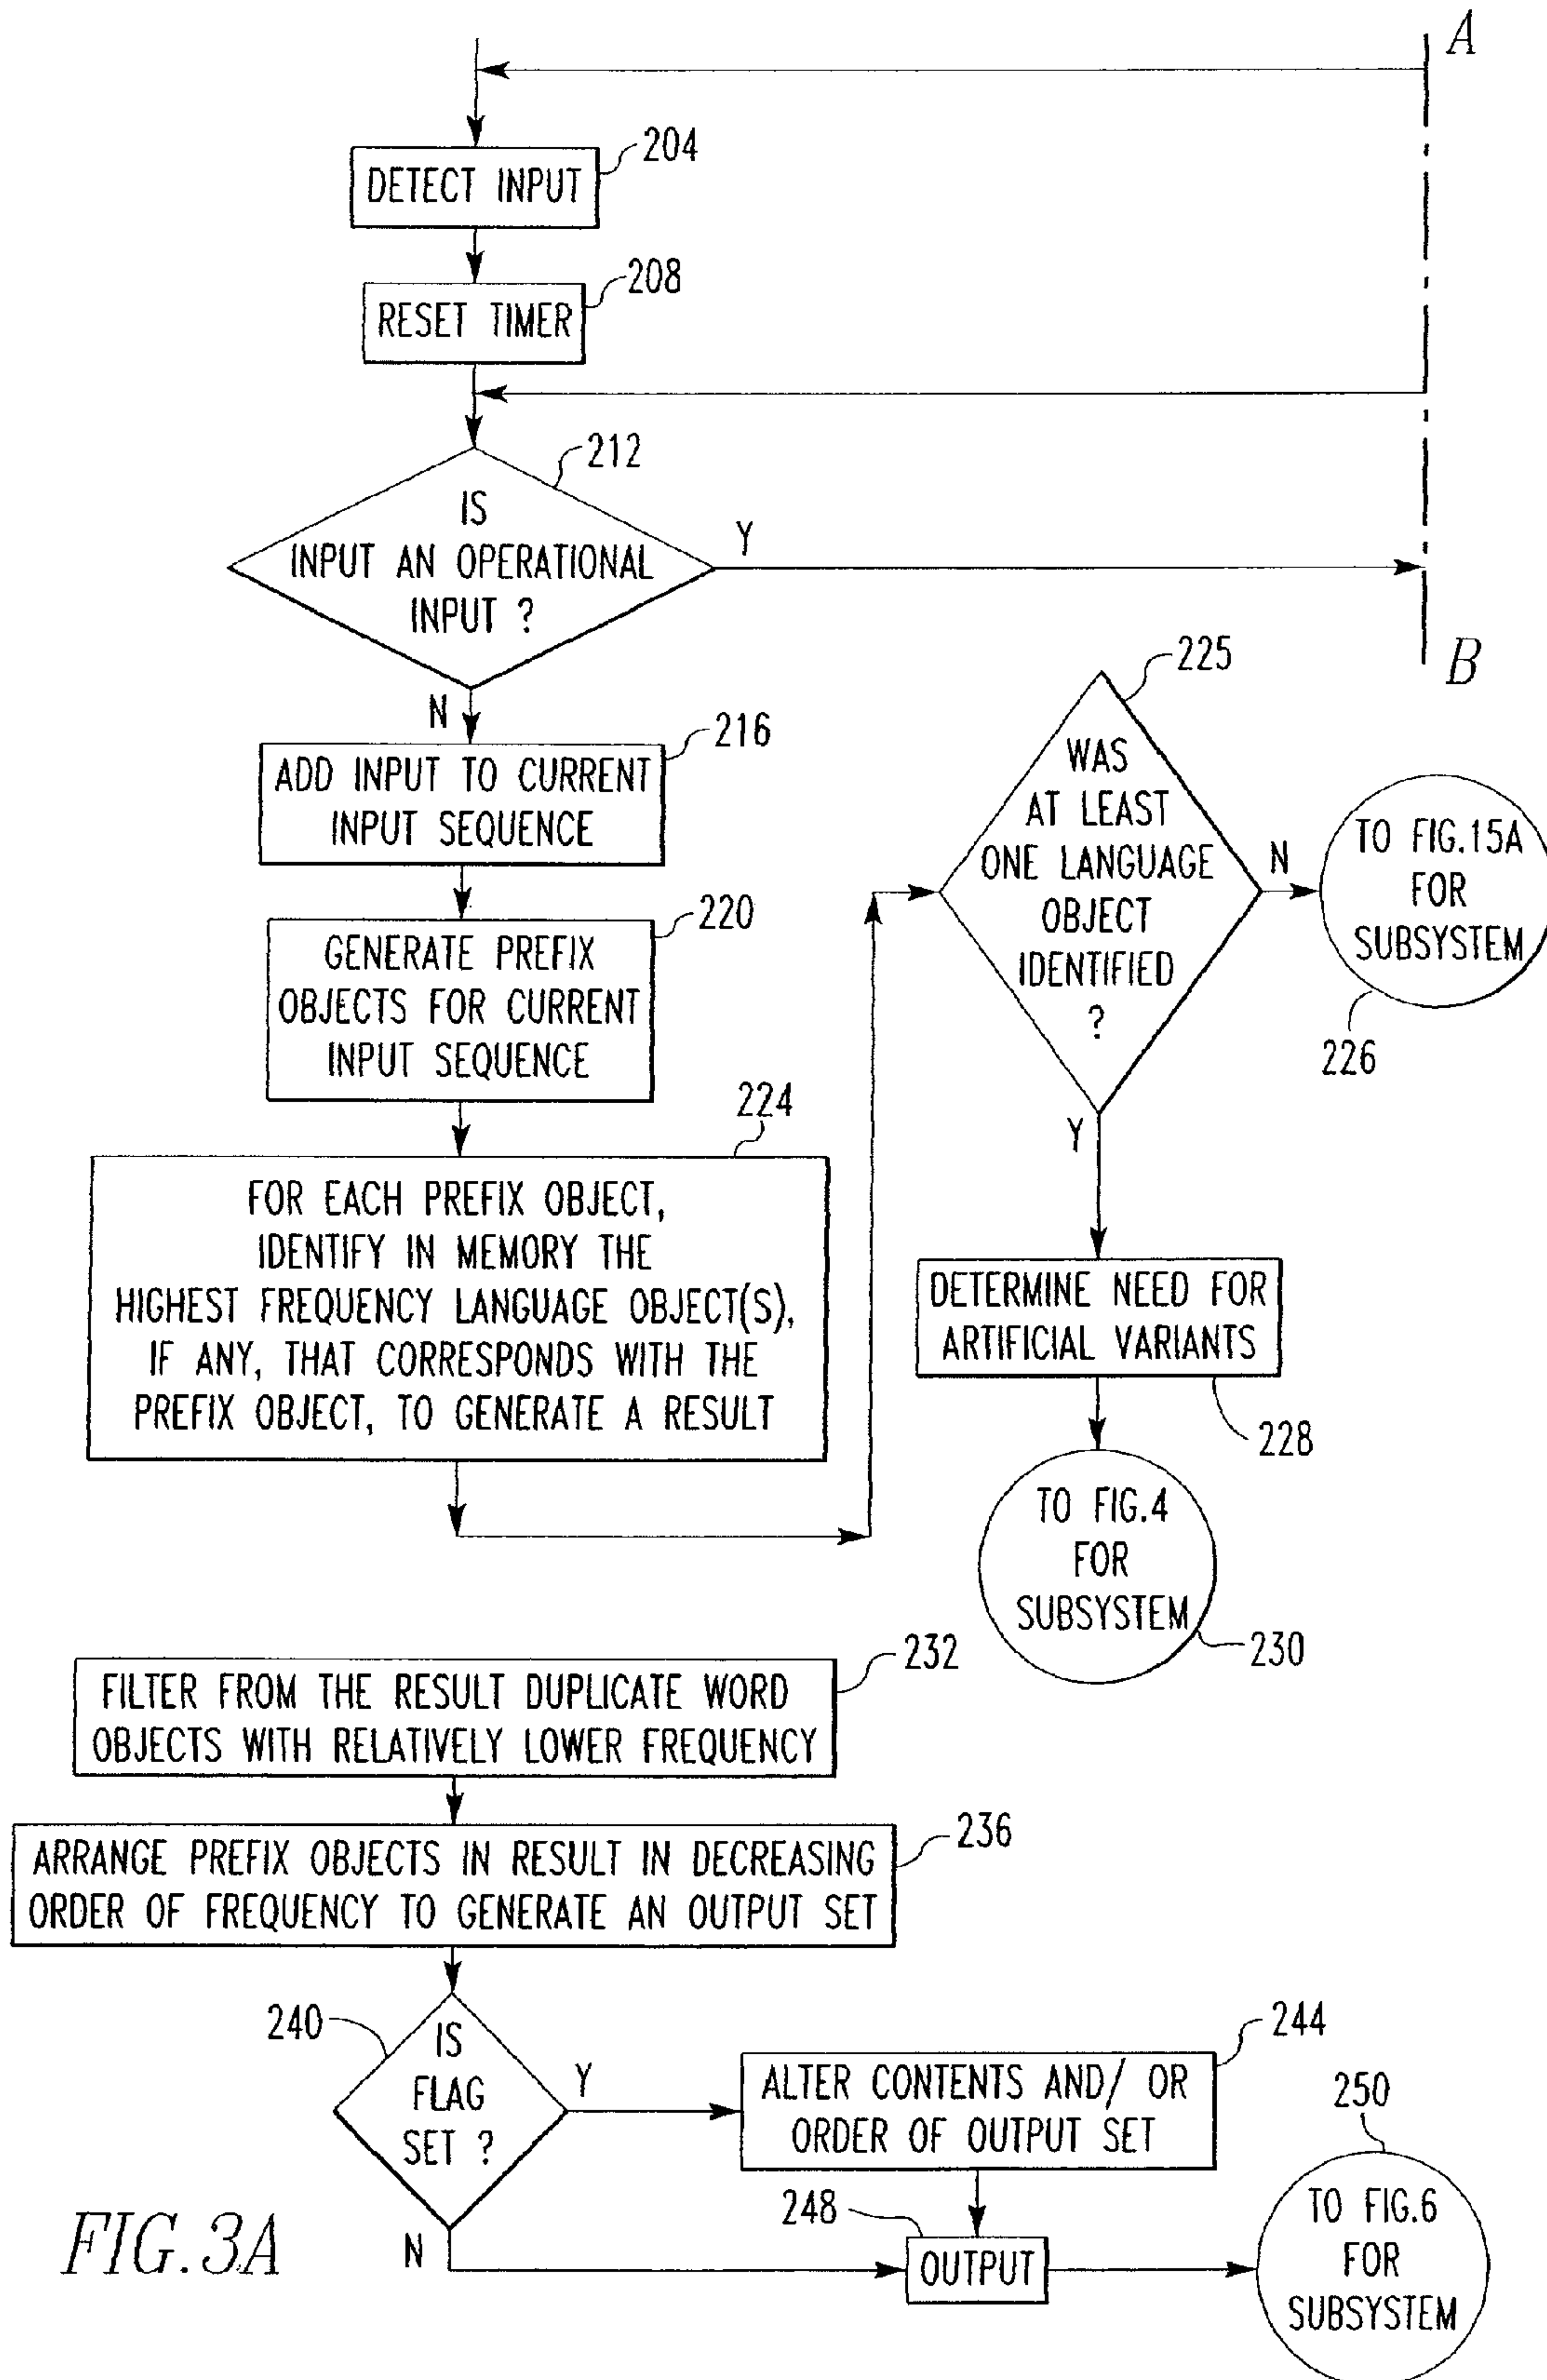 A
204
DETECT INPUT
208
RESET TIMER
212
IS
INPUT AN OPERATIONAL
INPUT ?
Y
B
N
216
ADD INPUT TO CURRENT
INPUT SEQUENCE
220
GENERATE PREFIX
OBJECTS FOR CURRENT
INPUT SEQUENCE
224
FOR EACH PREFIX OBJECT,
IDENTIFY IN MEMORY THE
HIGHEST FREQUENCY LANGUAGE OBJECT(S),
IF ANY, THAT CORRESPONDS WITH THE
PREFIX OBJECT, TO GENERATE A RESULT
225
WAS
AT LEAST
ONE LANGUAGE
OBJECT
IDENTIFIED
?
N
TO FIG.15A
FOR
SUBSYSTEM
226
Y
DETERMINE NEED FOR
ARTIFICIAL VARIANTS
228
TO FIG.4
FOR
SUBSYSTEM
230
232
FILTER FROM THE RESULT DUPLICATE WORD
OBJECTS WITH RELATIVELY LOWER FREQUENCY
236
ARRANGE PREFIX OBJECTS IN RESULT IN DECREASING
ORDER OF FREQUENCY TO GENERATE AN OUTPUT SET
240
IS
FLAG
SET ?
Y
244
ALTER CONTENTS AND/ OR
ORDER OF OUTPUT SET
N
248
OUTPUT
250
TO FIG.6
FOR
SUBSYSTEM
FIG.3A